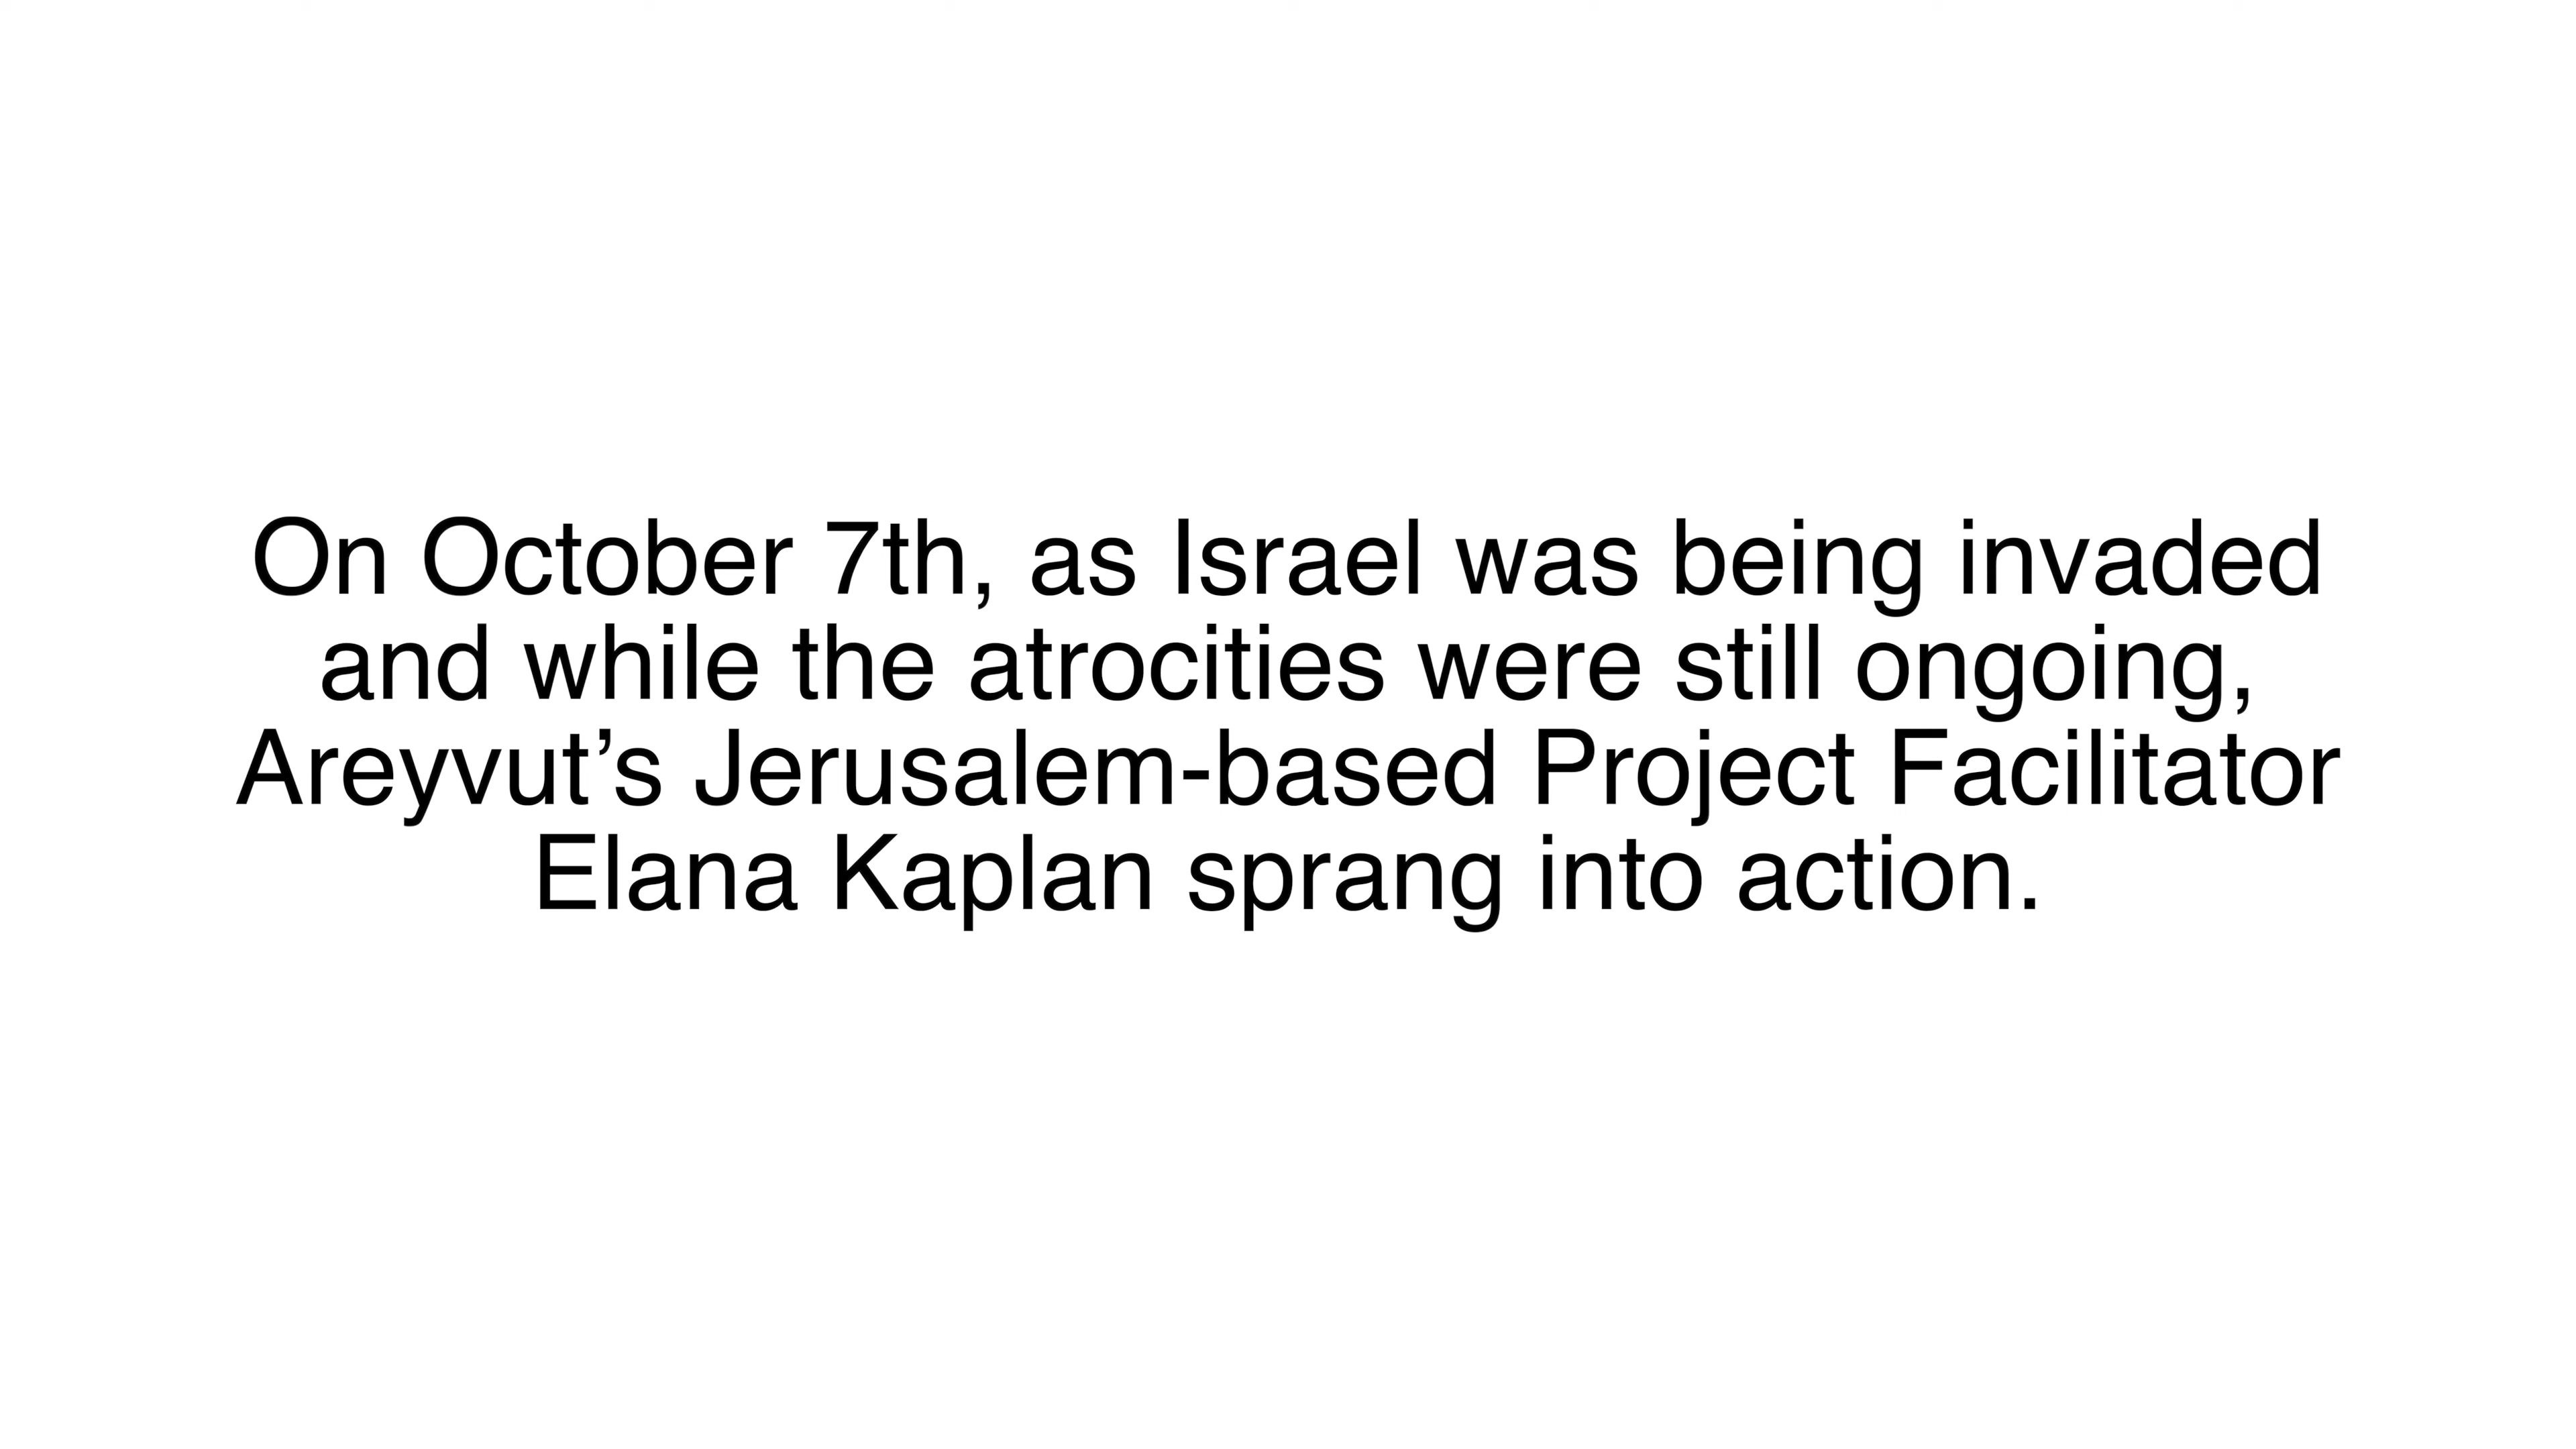 On October 7th, as Israel was being invaded
and while the atrocities were still ongoing,
Areyvut’s Jerusalem-based Project Facilitator
Elana Kaplan sprang into action.